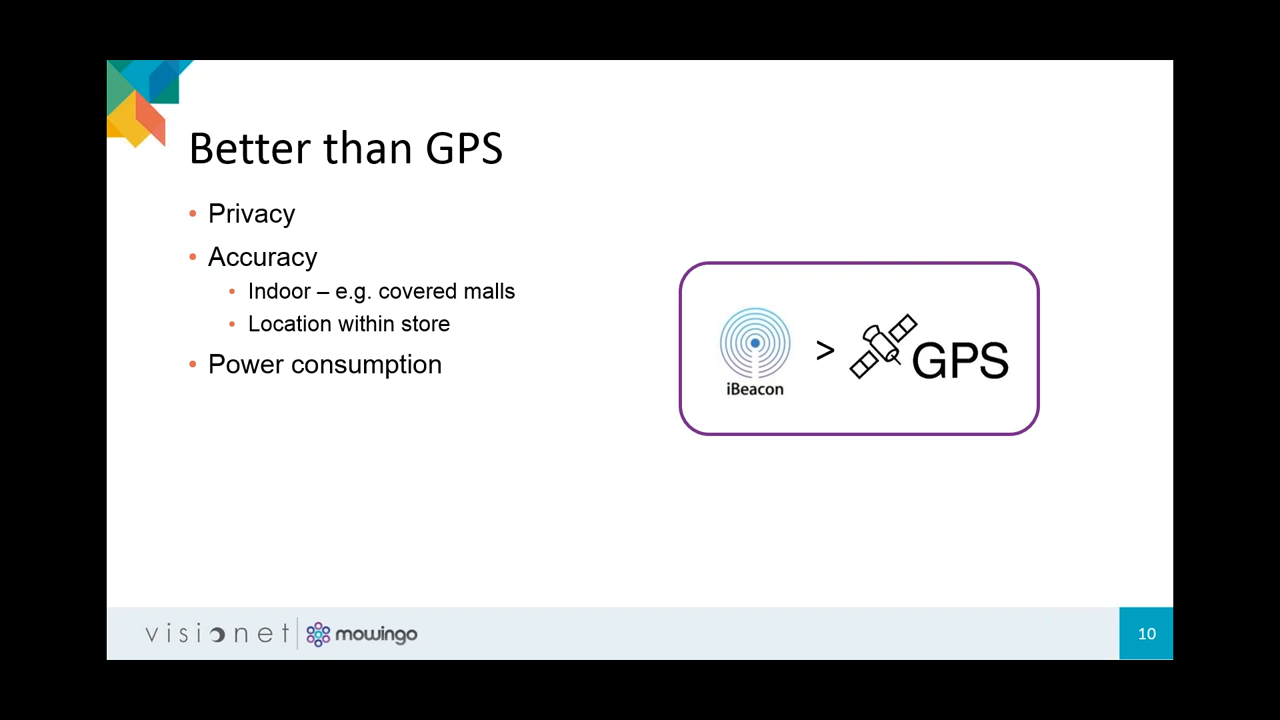 Better than GPS
• Privacy
• Accuracy
• Indoor – e.g. covered malls
• Location within store
• Power consumption
iBeacon
>
GPS
visionet
mowingo
10